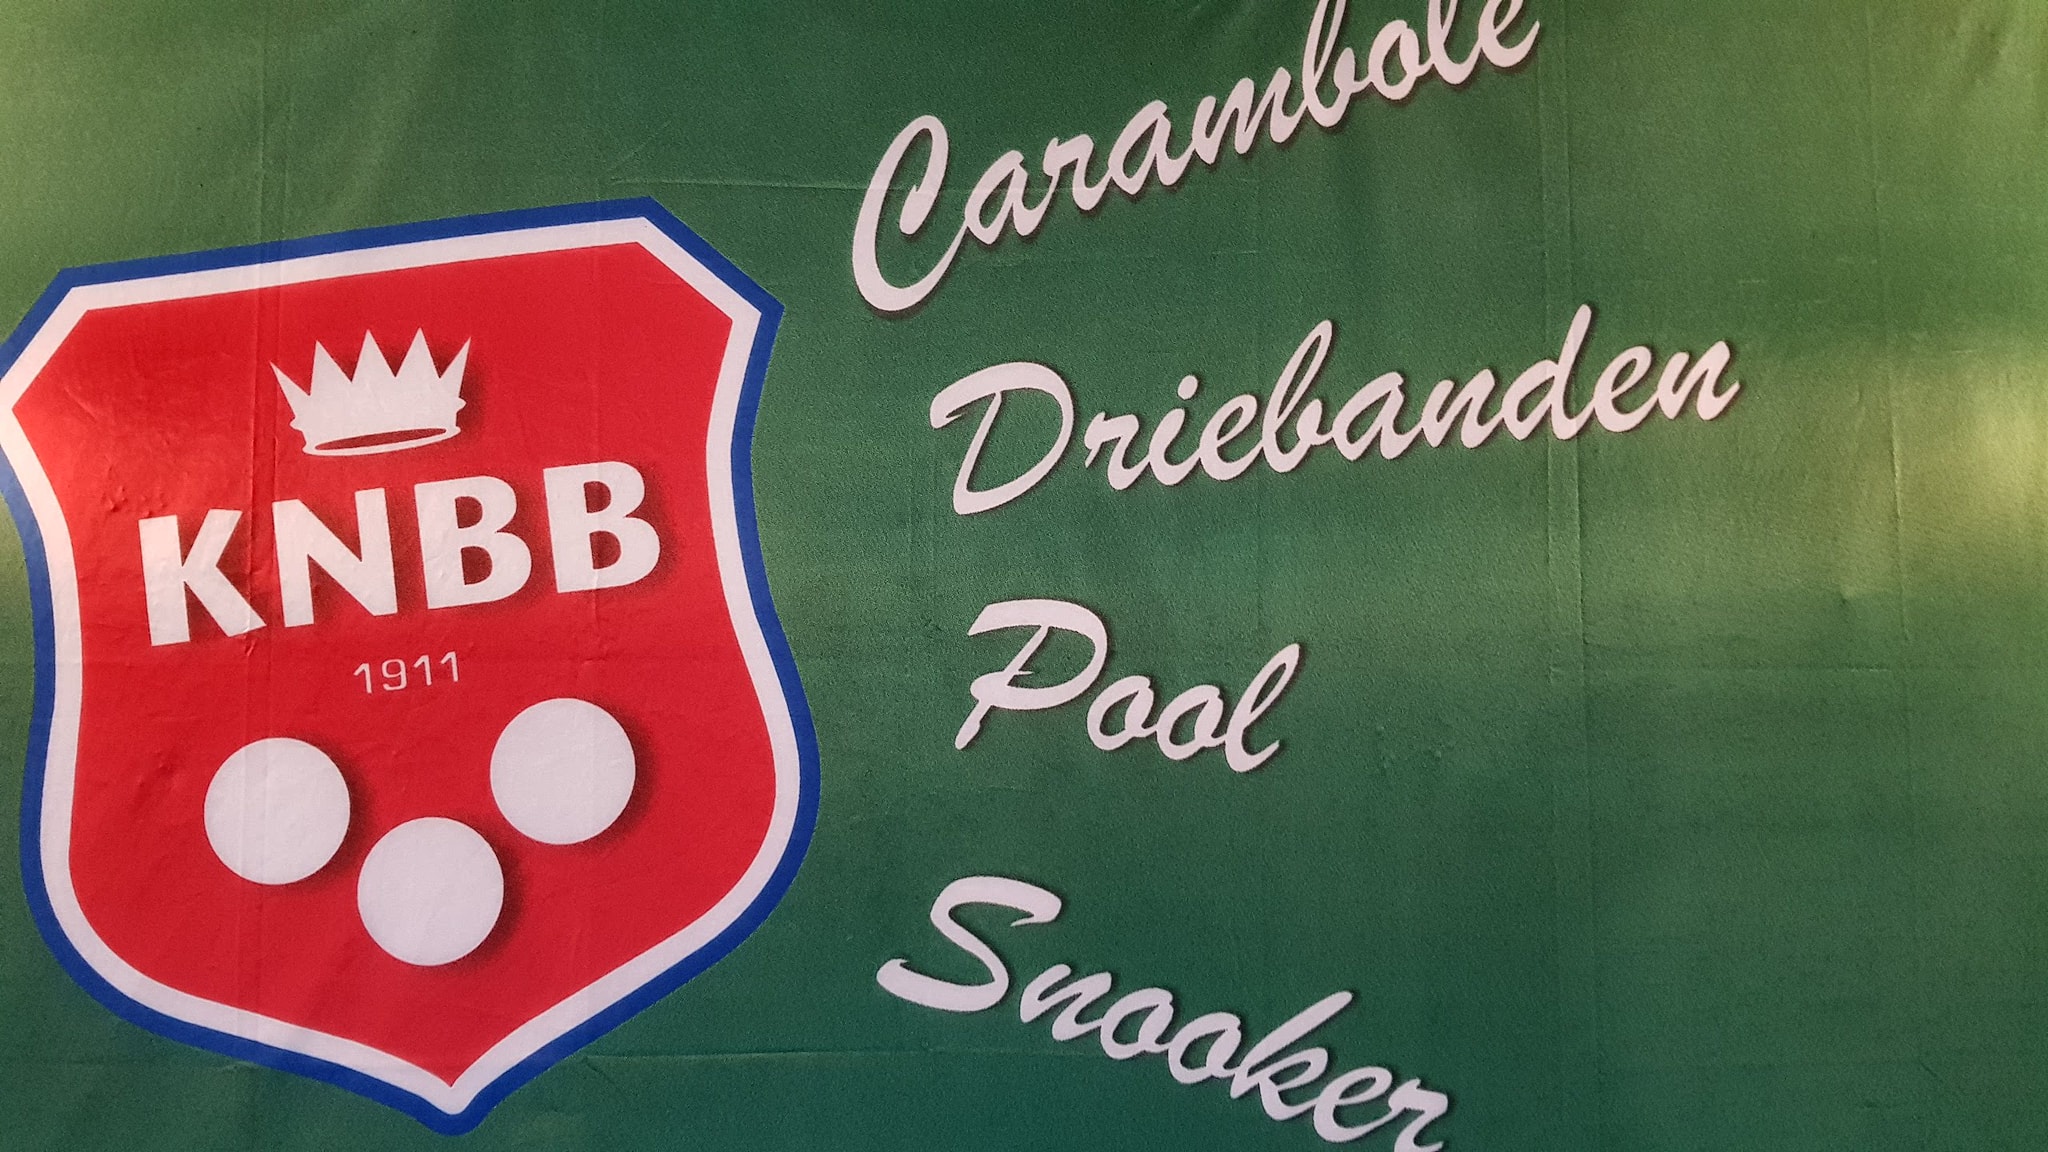 KNBB
1911
Carambole
Driebanden
Pool
Snooker